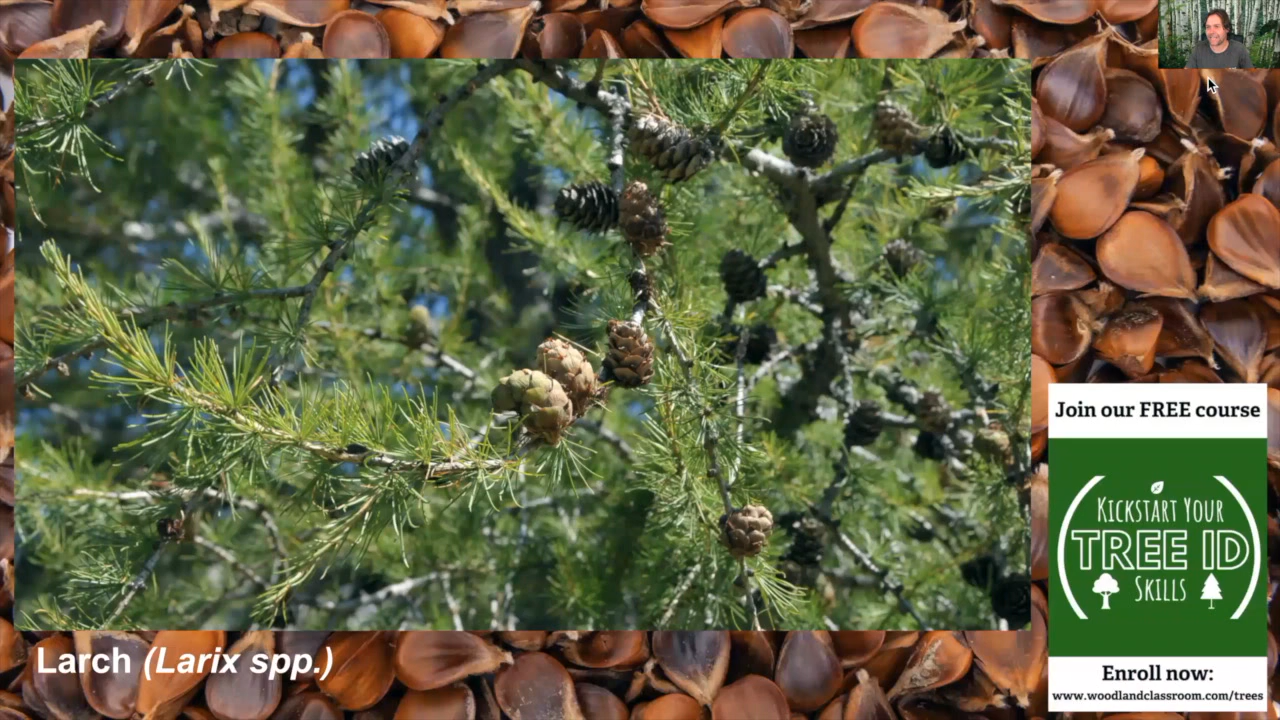 Join our FREE course
KICKSTART YOUR
TREE ID
SKILLS
Larch (Larix spp.)
Enroll now:
www.woodlandclassroom.com/trees